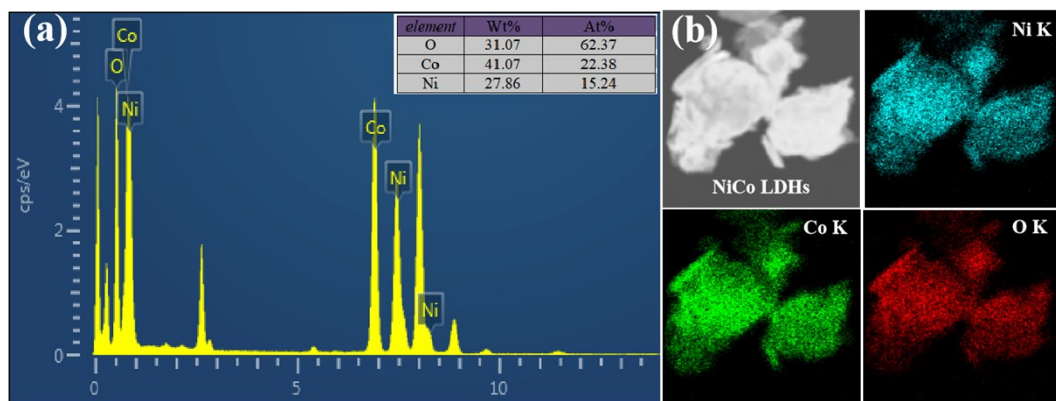 (a)
element Wt% At%
O 31.07 62.37
Co 41.07 22.38
Ni 27.86 15.24
Co
O
Ni
Co
Ni
Ni
cps/eV
4
2
0
0 5 10
(b)
NiCo LDHs
Ni K
Co K
O K